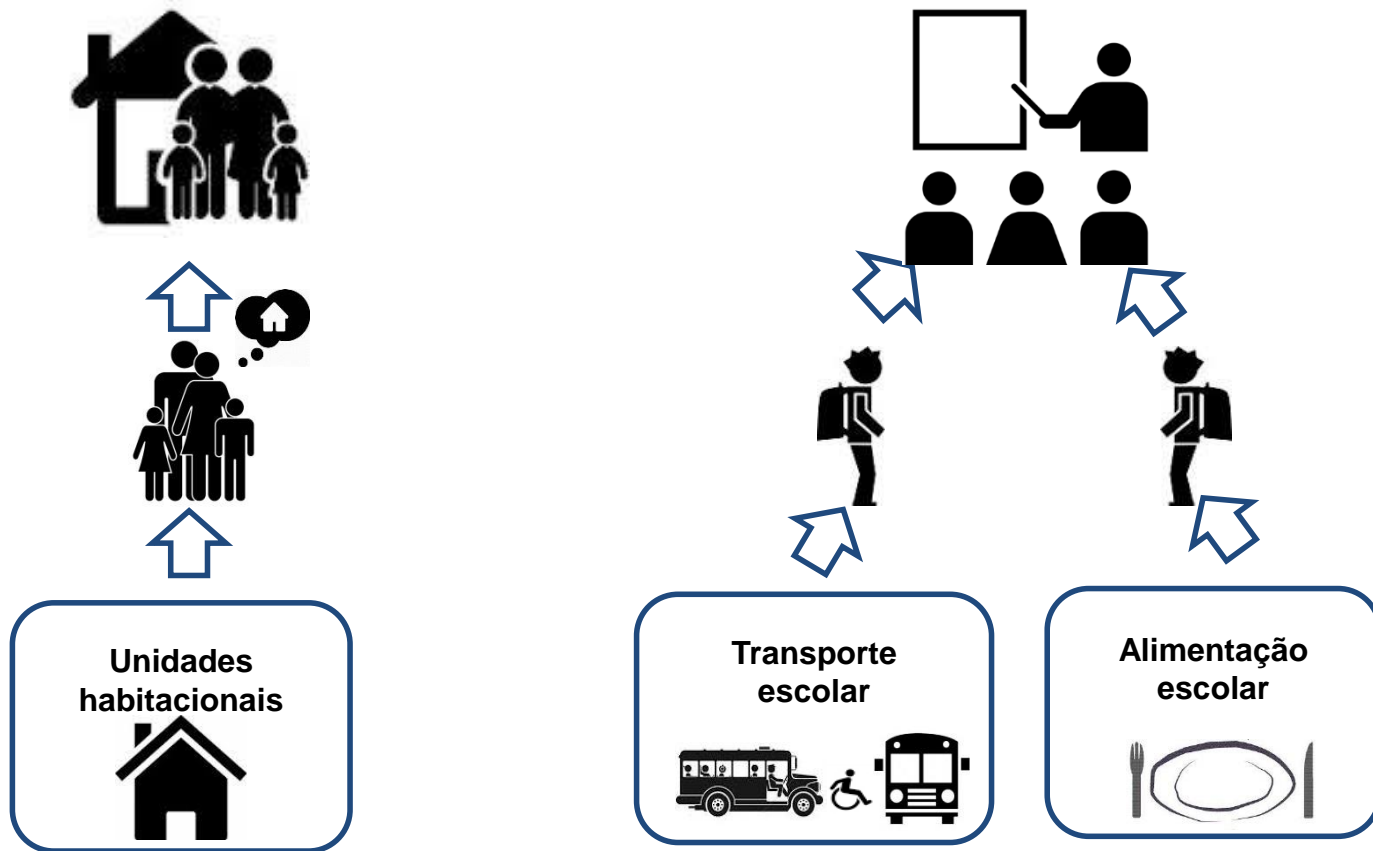 Unidades
habitacionais
Transporte
escolar
Alimentação
escolar